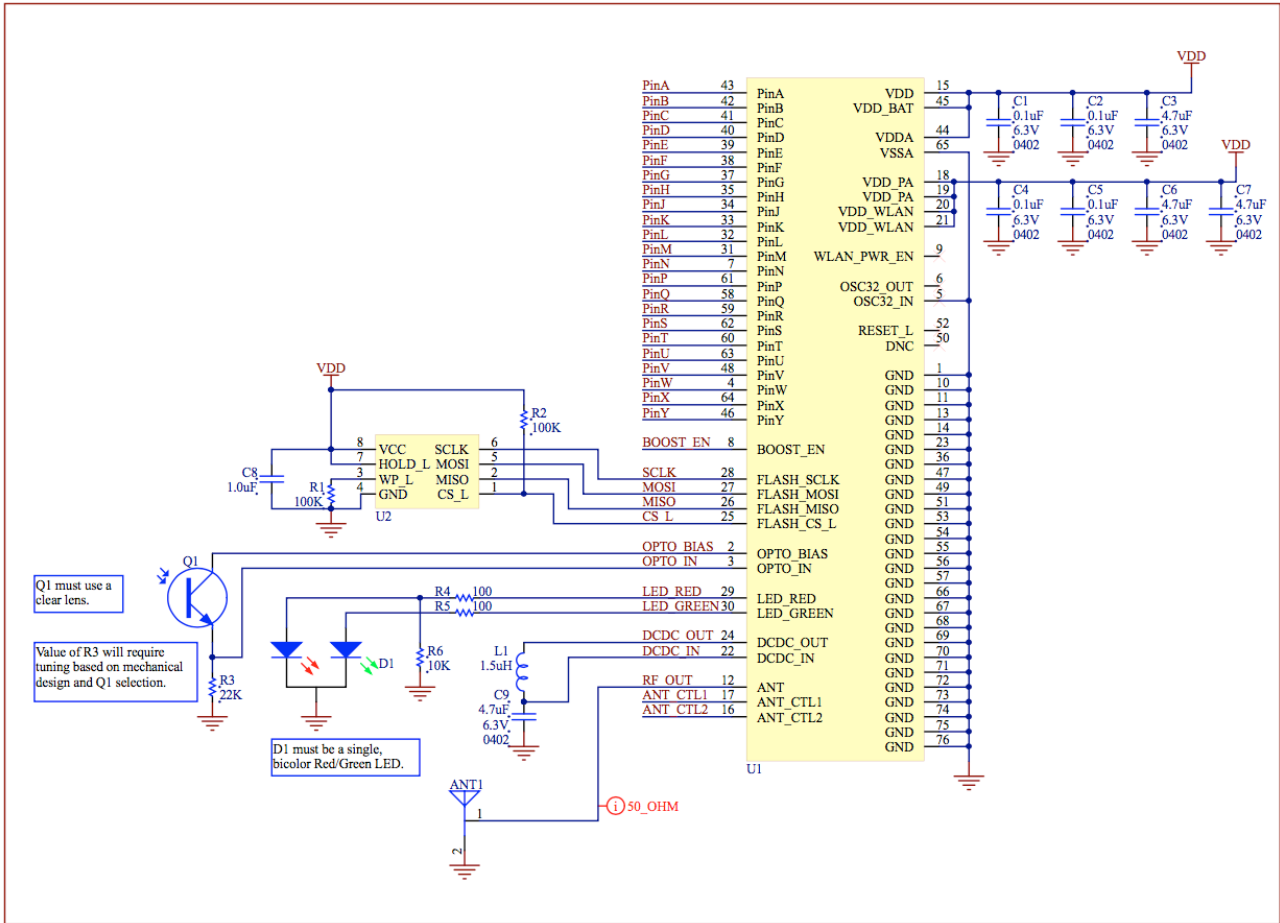 VDD
PinA 43 PinA VDD 15
PinB 42 PinB VDD_BAT 45
PinC 41 PinC
PinD 40 PinD VDDA 44
PinE 39 PinE VSSA 65
PinF 38 PinF
PinG 37 PinG VDD_PA 18
PinH 35 PinH VDD_PA 19
PinJ 34 PinJ VDD_WLAN 20
PinK 33 PinK VDD_WLAN 21
PinL 32 PinL
PinM 31 PinM WLAN_PWR_EN 9
PinN 7 PinN
PinP 61 PinP OSC32_OUT 6
PinQ 58 PinQ OSC32_IN 5
PinR 59 PinR
PinS 62 PinS RESET_L 52
PinT 60 PinT DNC 50
PinU 63 PinU
PinV 48 PinV GND 1
PinW 4 PinW GND 10
PinX 64 PinX GND 11
PinY 46 PinY GND 13
GND 14
BOOST_EN 8 BOOST_EN GND 23
GND 36
SCLK 28 FLASH_SCLK GND 47
MOSI 27 FLASH_MOSI GND 49
MISO 26 FLASH_MISO GND 51
CS_L 25 FLASH_CS_L GND 53
GND 54
OPTO_BIAS 2 OPTO_BIAS GND 55
OPTO_IN 3 OPTO_IN GND 56
GND 57
LED_RED 29 LED_RED GND 66
LED_GREEN 30 LED_GREEN GND 67
GND 68
DCDC_OUT 24 DCDC_OUT GND 69
DCDC_IN 22 DCDC_IN GND 70
GND 71
RF_OUT 12 ANT GND 72
ANT_CTL1 17 ANT_CTL1 GND 73
ANT_CTL2 16 ANT_CTL2 GND 74
GND 75
GND 76
U1
C1
0.1uF
6.3V
0402
C2
0.1uF
6.3V
0402
C3
4.7uF
6.3V
0402
VDD
C4
0.1uF
6.3V
0402
C5
0.1uF
6.3V
0402
C6
4.7uF
6.3V
0402
C7
4.7uF
6.3V
0402
VDD
R2
100K
8 VCC SCLK 6
7 HOLD_L MOSI 5
3 WP_L MISO 2
4 GND CS_L 1
U2
C8
1.0uF
R1
100K
Q1
Q1 must use a
clear lens.
Value of R3 will require
tuning based on mechanical
design and Q1 selection.
R3
22K
R4 100
R5 100
R6
10K
D1
D1 must be a single,
bicolor Red/Green LED.
L1
1.5uH
C9
4.7uF
6.3V
0402
ANT1
1
2
i 50_OHM